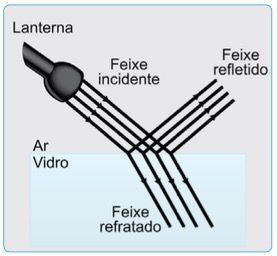 Lanterna
Feixe
incidente
Feixe
refletido
Ar
Vidro
Feixe
refratado